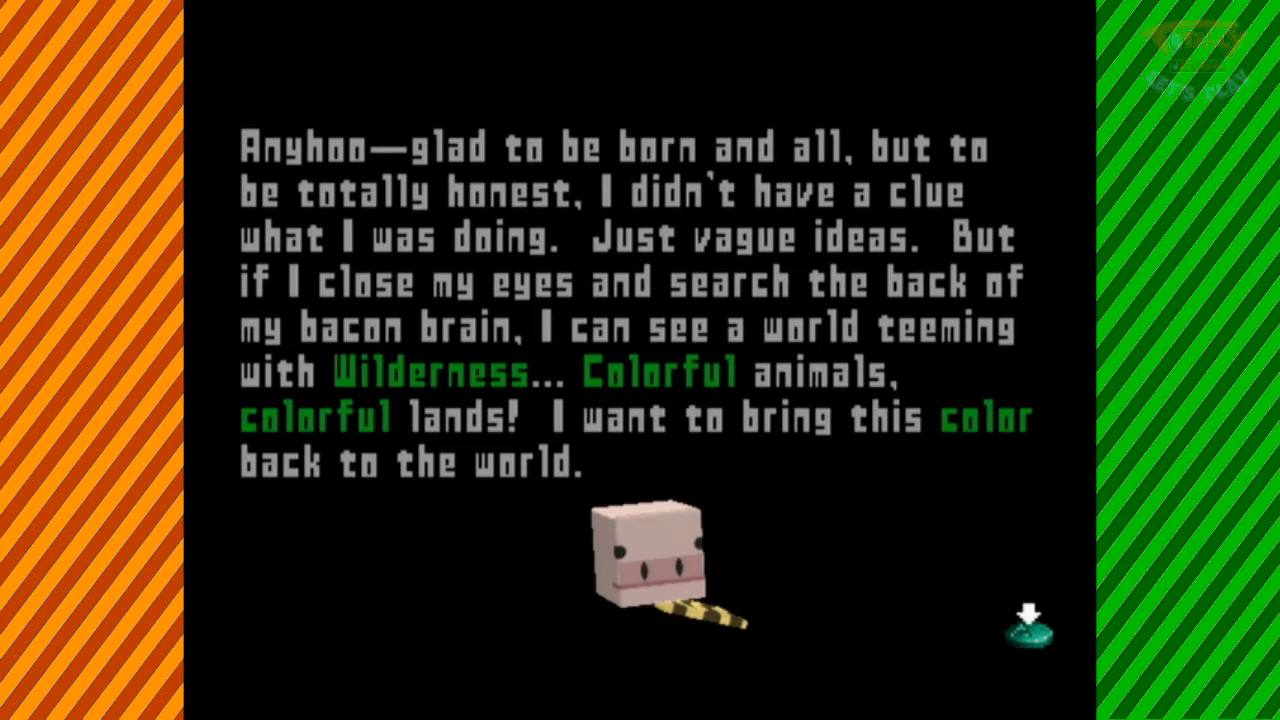 Anyhoo—glad to be born and all, but to
be totally honest, I didn't have a clue
what I was doing. Just vague ideas. But
if I close my eyes and search the back of
my bacon brain, I can see a world teeming
with Wilderness... Colorful animals,
colorful lands! I want to bring this color
back to the world.
LET'S PLAY